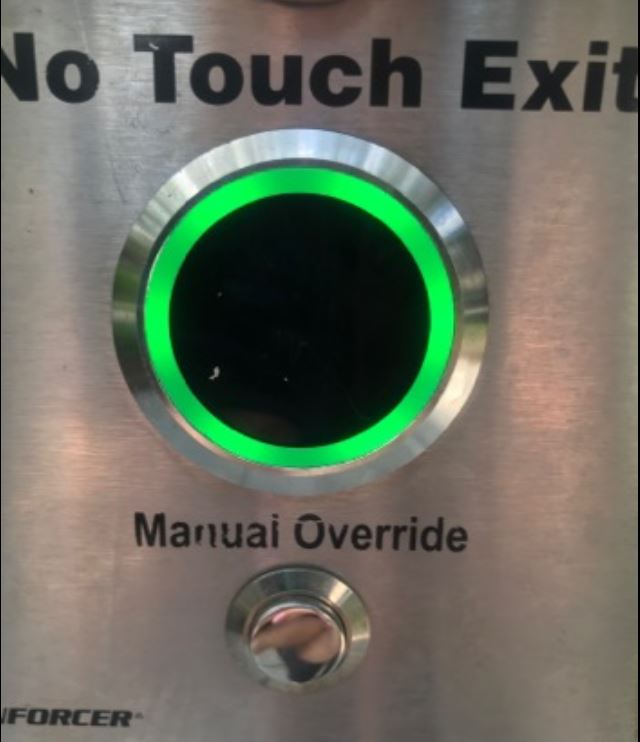 No Touch Exit
Manual Override
NFORCER®